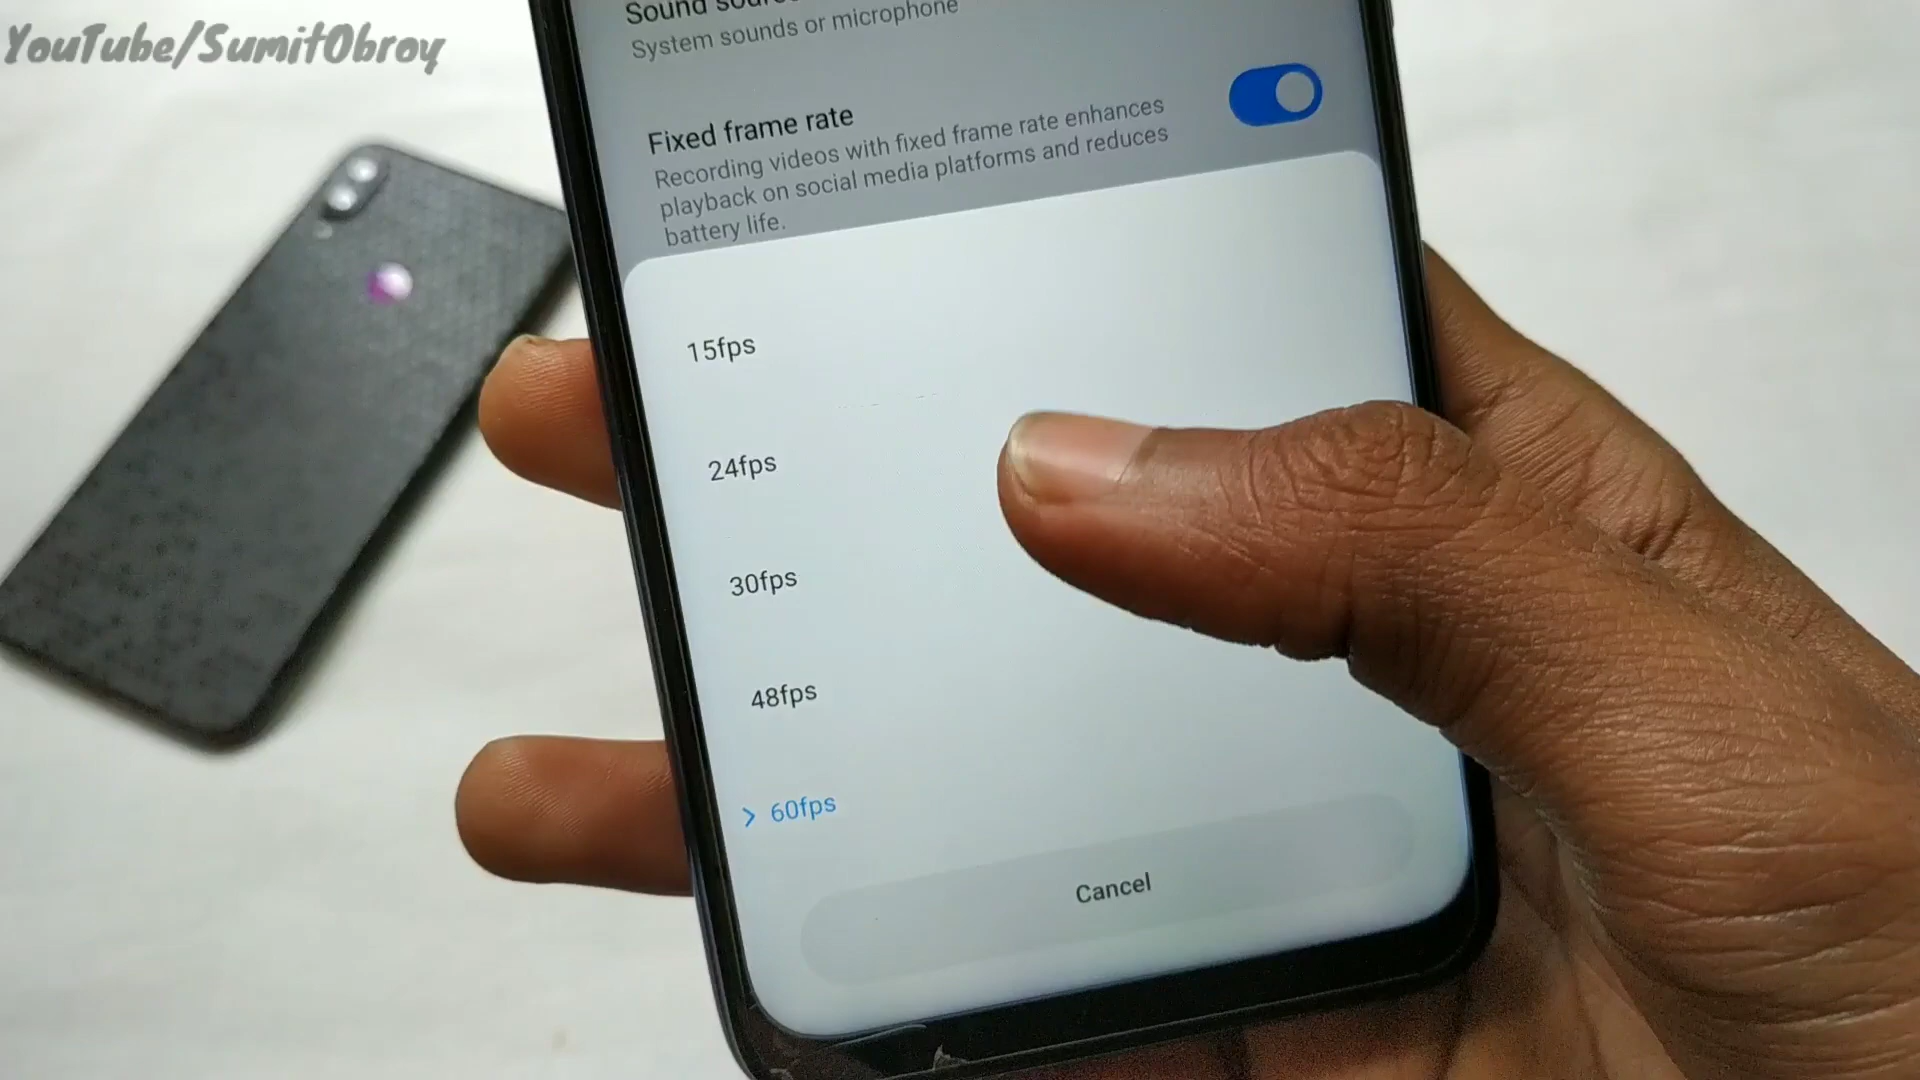 YouTube/SumitObroy
Sound
System sounds or microphone
Fixed frame rate
Recording videos with fixed frame rate enhances
playback on social media platforms and reduces
battery life.
15fps
24fps
30fps
48fps
60fps
Cancel